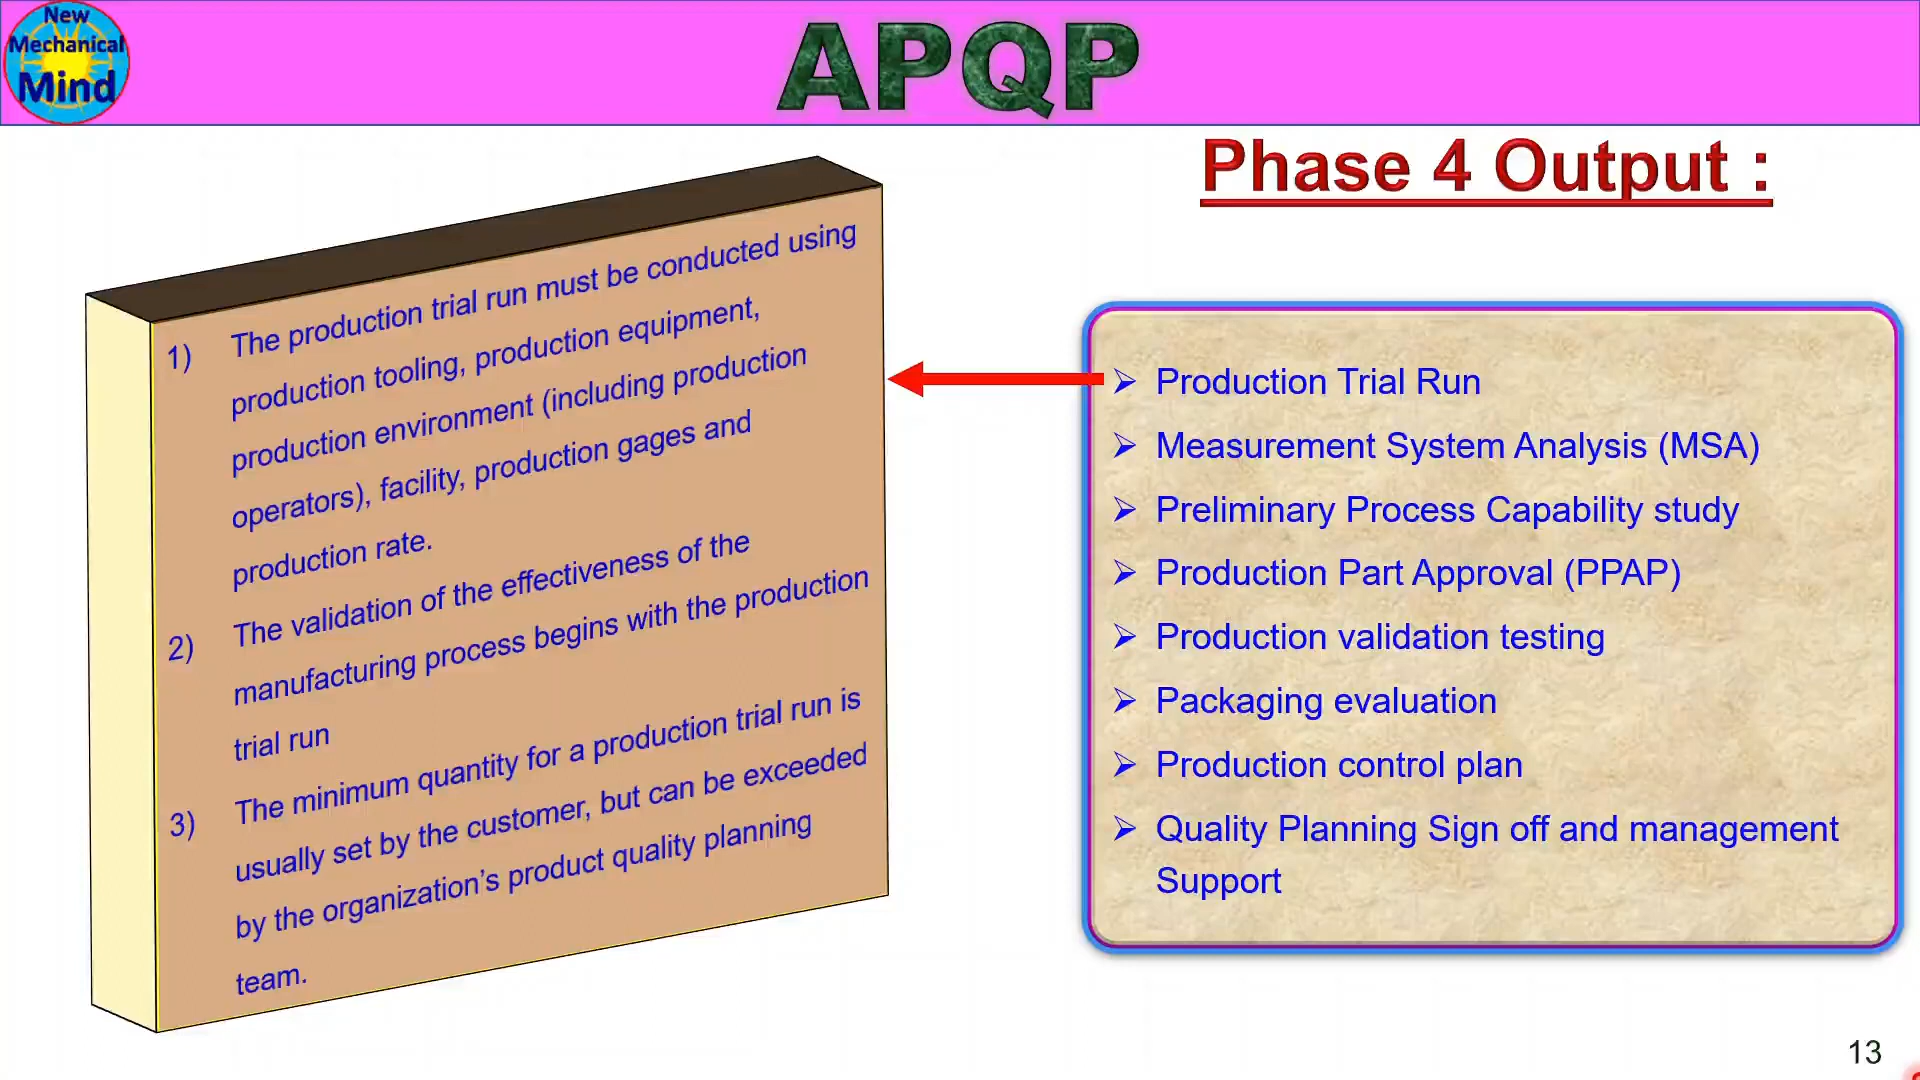 New
Mechanical
Mind
APQP
Phase 4 Output :
1) The production trial run must be conducted using
production tooling, production equipment,
production environment (including production
operators), facility, production gages and
production rate.
2) The validation of the effectiveness of the
manufacturing process begins with the production
trial run
3) The minimum quantity for a production trial run is
usually set by the customer, but can be exceeded
by the organization’s product quality planning
team.
➢ Production Trial Run
➢ Measurement System Analysis (MSA)
➢ Preliminary Process Capability study
➢ Production Part Approval (PPAP)
➢ Production validation testing
➢ Packaging evaluation
➢ Production control plan
➢ Quality Planning Sign off and management
Support
13